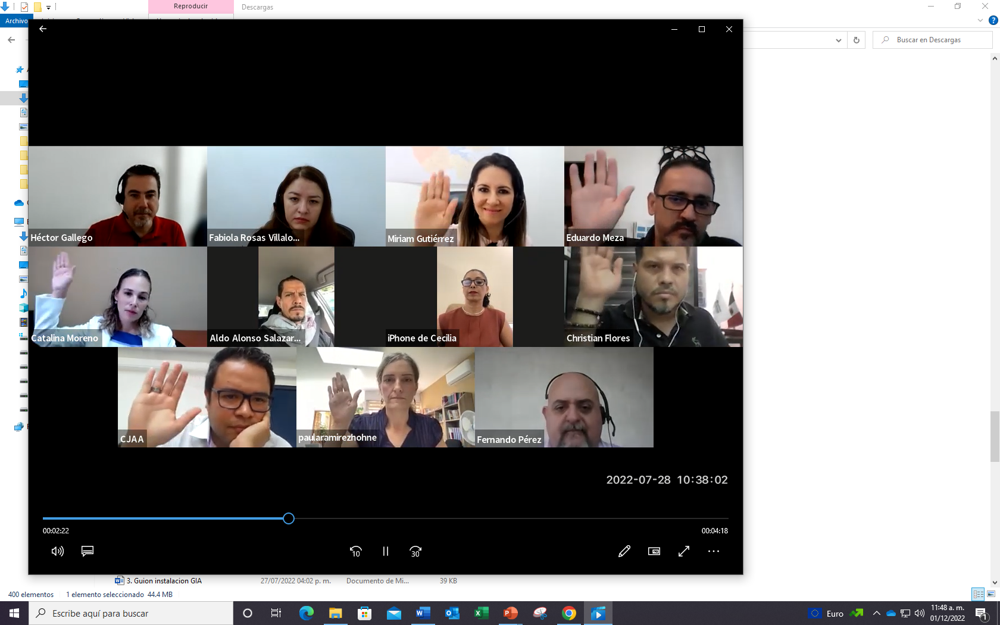 Reproducir
Descargas
Archivo
Buscar en Descargas
Héctor Gallego
Fabiola Rosas Villalo...
Miriam Gutiérrez
Eduardo Meza
Catalina Moreno
Aldo Alonso Salazar...
iPhone de Cecilia
Christian Flores
CJAA
paularamirezhohne
Fernando Pérez
2022-07-28 10:38:02
00:02:22
00:04:18
10
30
3. Guion instalacion GIA 27/07/2022 04:02 p. m. Documento de Mi... 39 KB
400 elementos 1 elemento seleccionado 44.4 MB
Escribe aquí para buscar
Euro
11:48 a. m.
01/12/2022
1